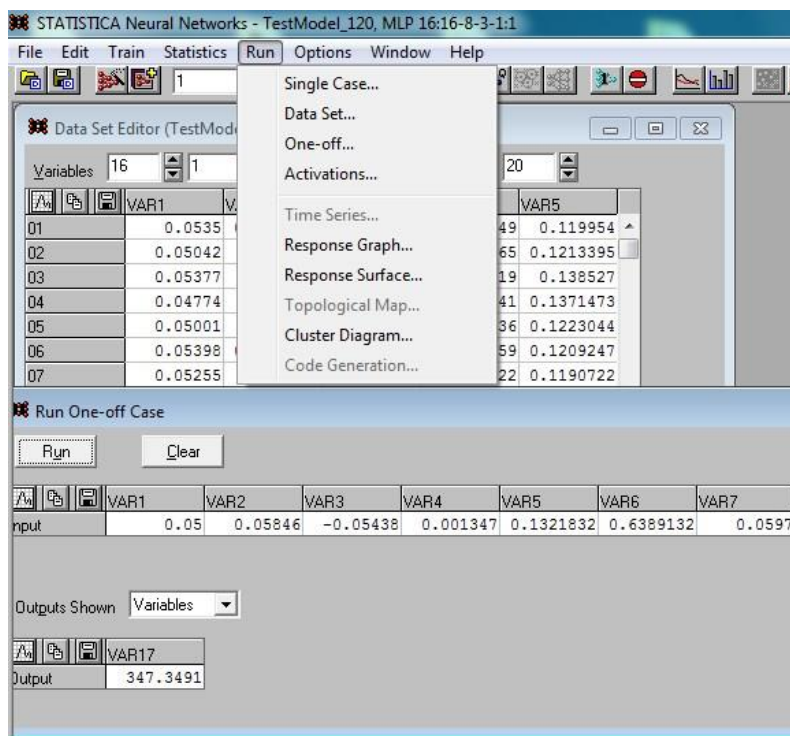 STATISTICA Neural Networks - TestModel_120, MLP 16:16-8-3-1:1
File Edit Train Statistics Run Options Window Help
1
Single Case...
Data Set...
One-off...
Activations...
Time Series...
Response Graph...
Response Surface...
Topological Map...
Cluster Diagram...
Code Generation...
Data Set Editor (TestMod
Variables 16 1 20
VAR1 V VAR5
01 0.0535 49 0.119954
02 0.05042 65 0.1213395
03 0.05377 19 0.138527
04 0.04774 41 0.1371473
05 0.05001 36 0.1223044
06 0.05398 59 0.1209247
07 0.05255 22 0.1190722
Run One-off Case
Run Clear
VAR1 VAR2 VAR3 VAR4 VAR5 VAR6 VAR7
nput 0.05 0.05846 -0.05438 0.001347 0.1321832 0.6389132 0.0597
Outputs Shown Variables
VAR17
Output 347.3491